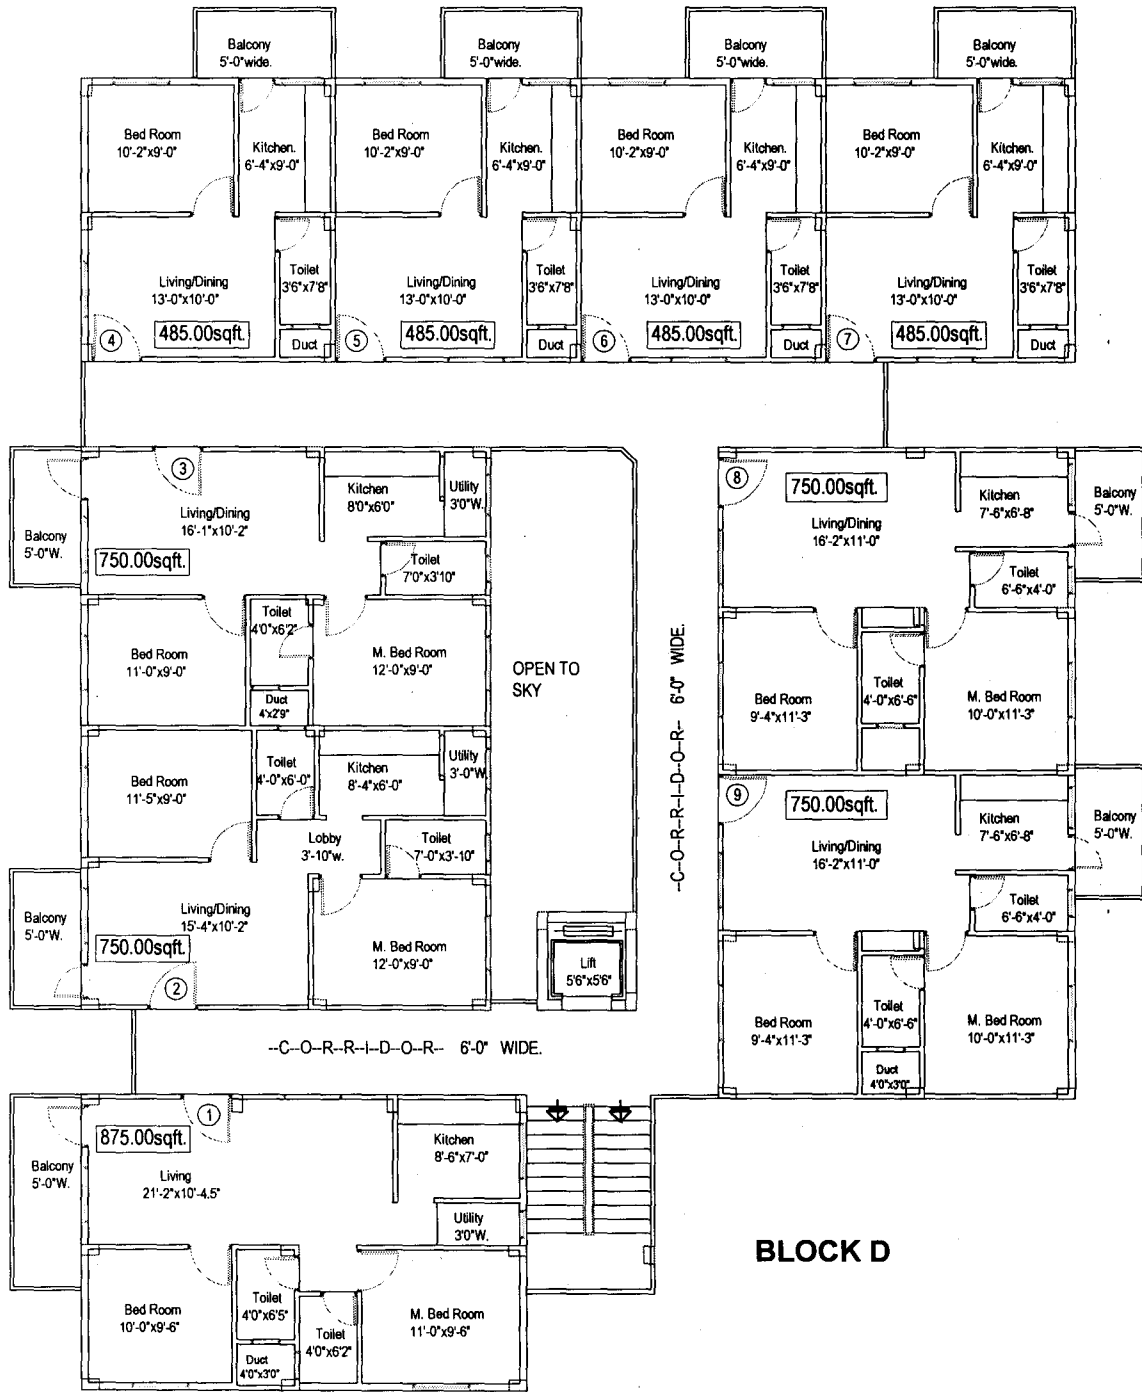 Balcony
5'-0"wide.
Balcony
5'-0"wide.
Balcony
5'-0"wide.
Balcony
5'-0"wide.
Bed Room
10'-2"x9'-0"
Kitchen.
6'-4"x9'-0"
Bed Room
10'-2"x9'-0"
Kitchen.
6'-4"x9'-0"
Bed Room
10'-2"x9'-0"
Kitchen.
6'-4"x9'-0"
Bed Room
10'-2"x9'-0"
Kitchen.
6'-4"x9'-0"
Living/Dining
13'-0"x10'-0"
Toilet
3'6"x7'8"
485.00sqft.
4
Duct
Living/Dining
13'-0"x10'-0"
Toilet
3'6"x7'8"
485.00sqft.
5
Duct
Living/Dining
13'-0"x10'-0"
Toilet
3'6"x7'8"
485.00sqft.
6
Duct
Living/Dining
13'-0"x10'-0"
Toilet
3'6"x7'8"
485.00sqft.
7
Duct
3
Living/Dining
16'-1"x10'-2"
Kitchen
8'0"x6'0"
Utility
3'0"W.
Balcony
5'-0"W.
750.00sqft.
Toilet
7'0"x3'10"
Bed Room
11'-0"x9'-0"
Toilet
4'0"x6'2"
M. Bed Room
12'-0"x9'-0"
Duct
4'x2'9"
OPEN TO
SKY
--C--O--R--R--I--D--O--R-- 6'-0" WIDE.
8
750.00sqft.
Living/Dining
16'-2"x11'-0"
Kitchen
7'-6"x6'-8"
Balcony
5'-0"W.
Toilet
6'-6"x4'-0"
Bed Room
9'-4"x11'-3"
Toilet
4'-0"x6'-6"
M. Bed Room
10'-0"x11'-3"
Bed Room
11'-5"x9'-0"
Toilet
4'-0"x6'-0"
Kitchen
8'-4"x6'-0"
Utility
3'-0"W.
Lobby
3'-10"w.
Toilet
7'-0"x3'-10"
Balcony
5'-0"W.
Living/Dining
15'-4"x10'-2"
750.00sqft.
2
M. Bed Room
12'-0"x9'-0"
Lift
5'6"x5'6"
9
750.00sqft.
Living/Dining
16'-2"x11'-0"
Kitchen
7'-6"x6'-8"
Balcony
5'-0"W.
Toilet
6'-6"x4'-0"
Bed Room
9'-4"x11'-3"
Toilet
4'-0"x6'-6"
M. Bed Room
10'-0"x11'-3"
Duct
4'0"x3'0"
--C--O--R--R--I--D--O--R-- 6'-0" WIDE.
1
875.00sqft.
Balcony
5'-0"W.
Living
21'-2"x10'-4.5"
Kitchen
8'-6"x7'-0"
Utility
3'0"W.
Bed Room
10'-0"x9'-6"
Toilet
4'0"x6'5"
Duct
4'0"x3'0"
Toilet
4'0"x6'2"
M. Bed Room
11'-0"x9'-6"
BLOCK D